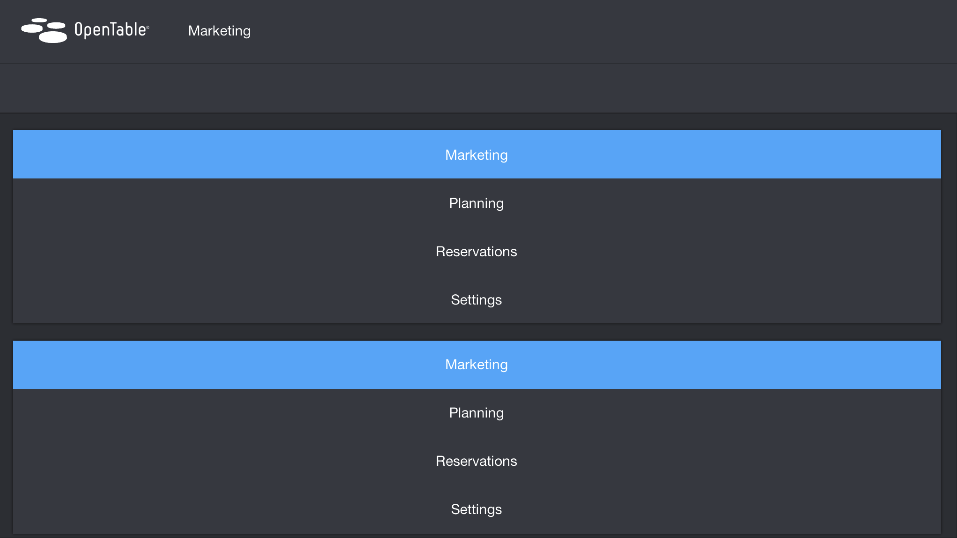 OpenTable®
Marketing
Marketing
Planning
Reservations
Settings
Marketing
Planning
Reservations
Settings